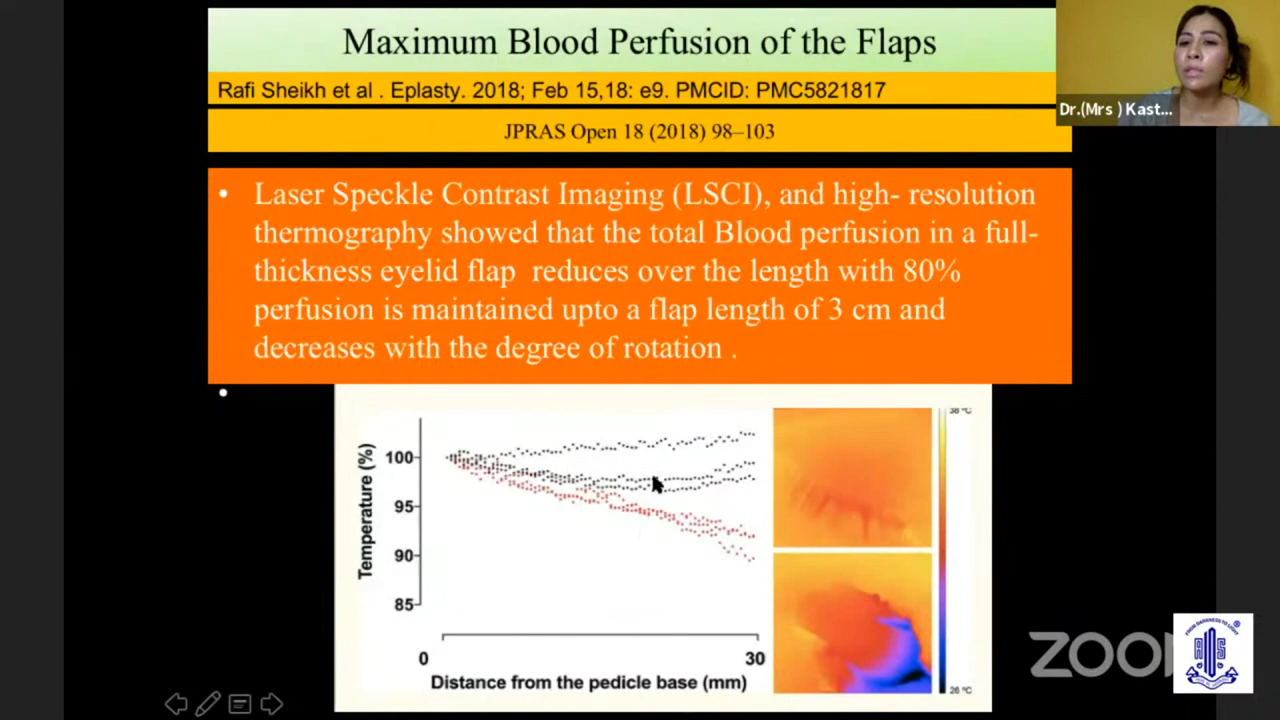 Maximum Blood Perfusion of the Flaps
Rafi Sheikh et al . Eplasty. 2018; Feb 15,18: e9. PMCID: PMC5821817
JPRAS Open 18 (2018) 98–103
Dr.(Mrs ) Kast...
• Laser Speckle Contrast Imaging (LSCI), and high- resolution
thermography showed that the total Blood perfusion in a full-
thickness eyelid flap reduces over the length with 80%
perfusion is maintained upto a flap length of 3 cm and
decreases with the degree of rotation .
•
Temperature (%)
100
95
90
85
0
30
Distance from the pedicle base (mm)
38 °C
26 °C
ZOO